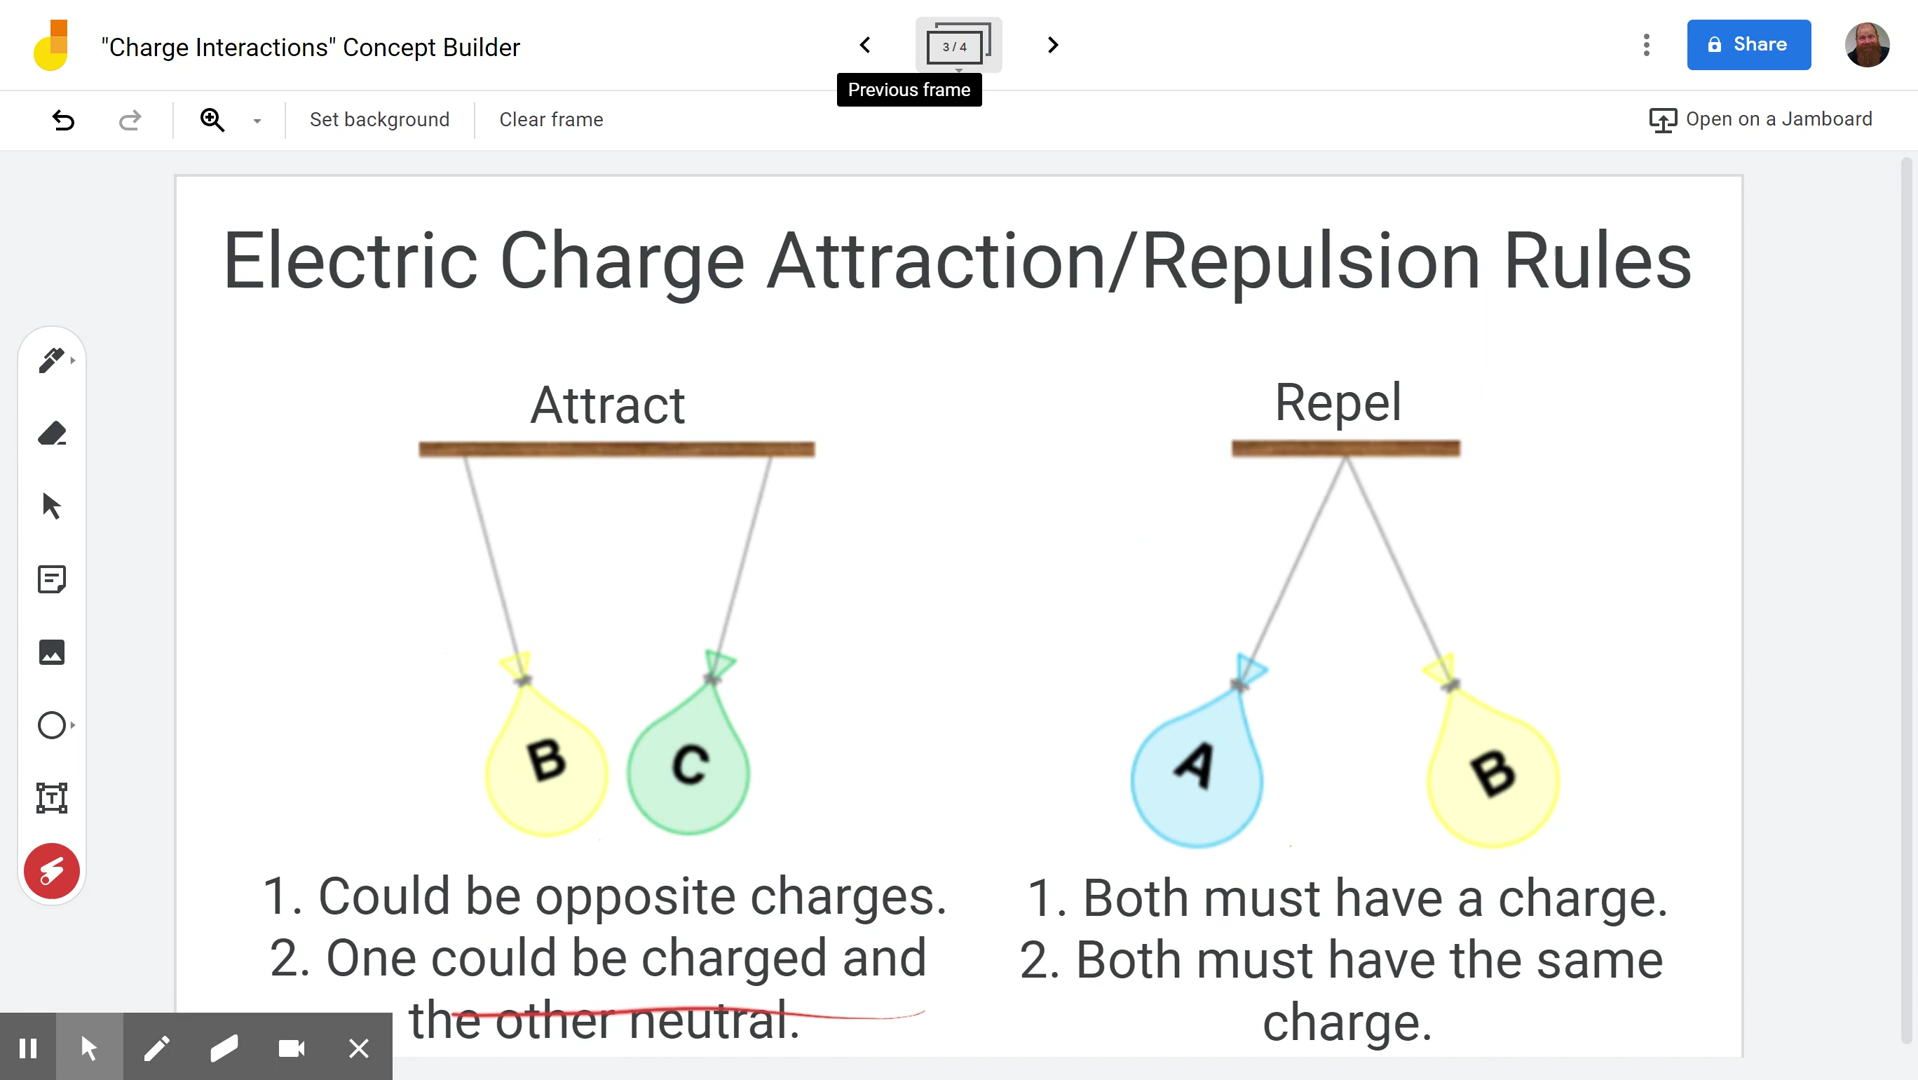 "Charge Interactions" Concept Builder
3 / 4
Share
Previous frame
Set background
Clear frame
Open on a Jamboard
Electric Charge Attraction/Repulsion Rules
Attract
B
C
1. Could be opposite charges.
2. One could be charged and
the other neutral.
Repel
A
B
1. Both must have a charge.
2. Both must have the same
charge.